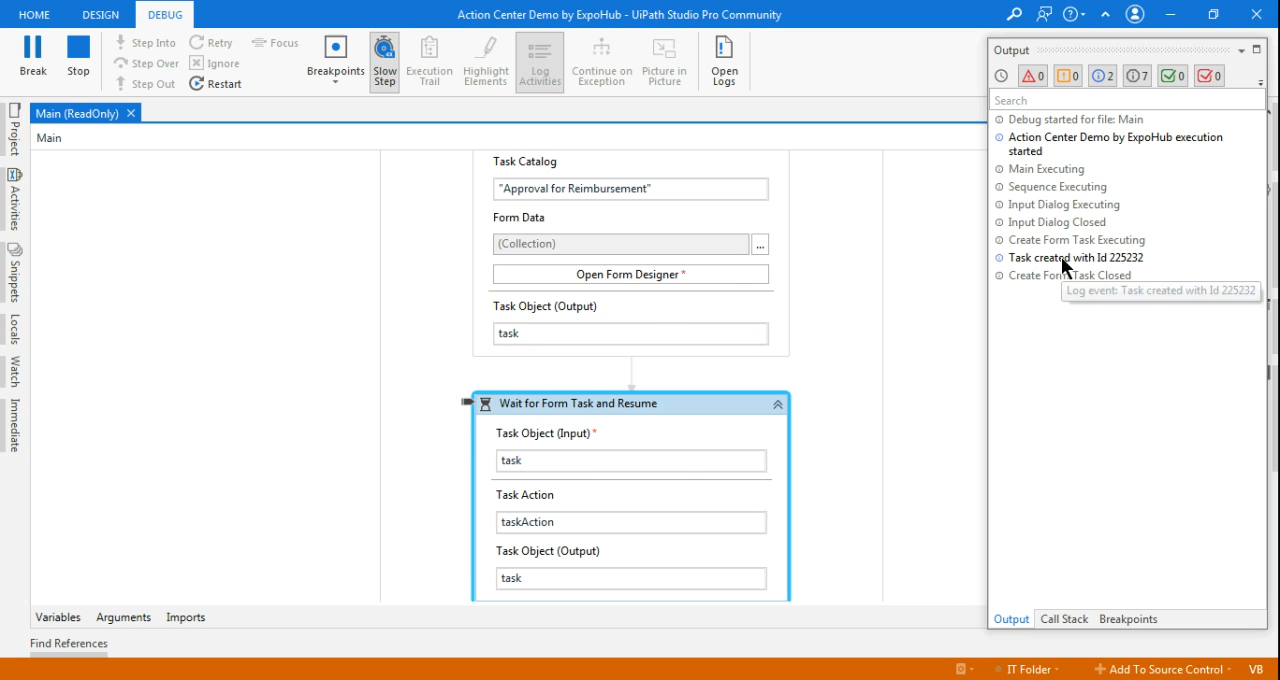 HOME DESIGN DEBUG Action Center Demo by ExpoHub - UiPath Studio Pro Community
Break
Stop
Step Into
Step Over
Step Out
Retry
Ignore
Restart
Focus
Breakpoints
Slow Step
Execution Trail
Highlight Elements
Log Activities
Continue on Exception
Picture in Picture
Open Logs
Main (ReadOnly)
Main
Project
Activities
Snippets
Locals
Watch
Immediate
Task Catalog
"Approval for Reimbursement"
Form Data
(Collection) ...
Open Form Designer *
Task Object (Output)
task
Wait for Form Task and Resume
Task Object (Input) *
task
Task Action
taskAction
Task Object (Output)
task
Output
0 0 2 7 0 0
Search
Debug started for file: Main
Action Center Demo by ExpoHub execution
started
Main Executing
Sequence Executing
Input Dialog Executing
Input Dialog Closed
Create Form Task Executing
Task created with Id 225232
Create Form Task Closed
Log event: Task created with Id 225232
Output Call Stack Breakpoints
Variables Arguments Imports
Find References
IT Folder Add To Source Control VB